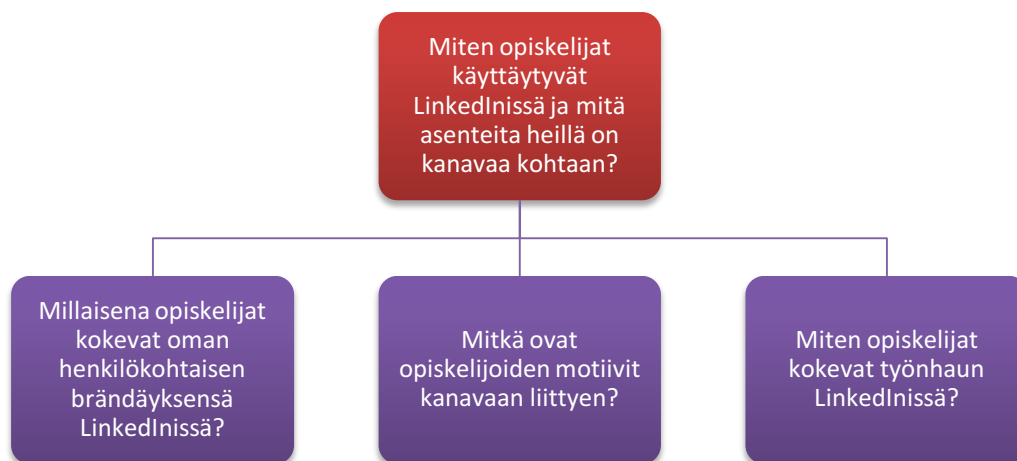 Miten opiskelijat
käyttäytyvät
LinkedInissä ja mitä
asenteita heillä on
kanavaa kohtaan?
Millaisena opiskelijat
kokevat oman
henkilökohtaisen
brändäyksensä
LinkedInissä?
Mitkä ovat
opiskelijoiden motiivit
kanavaan liittyen?
Miten opiskelijat
kokevat työnhaun
LinkedInissä?